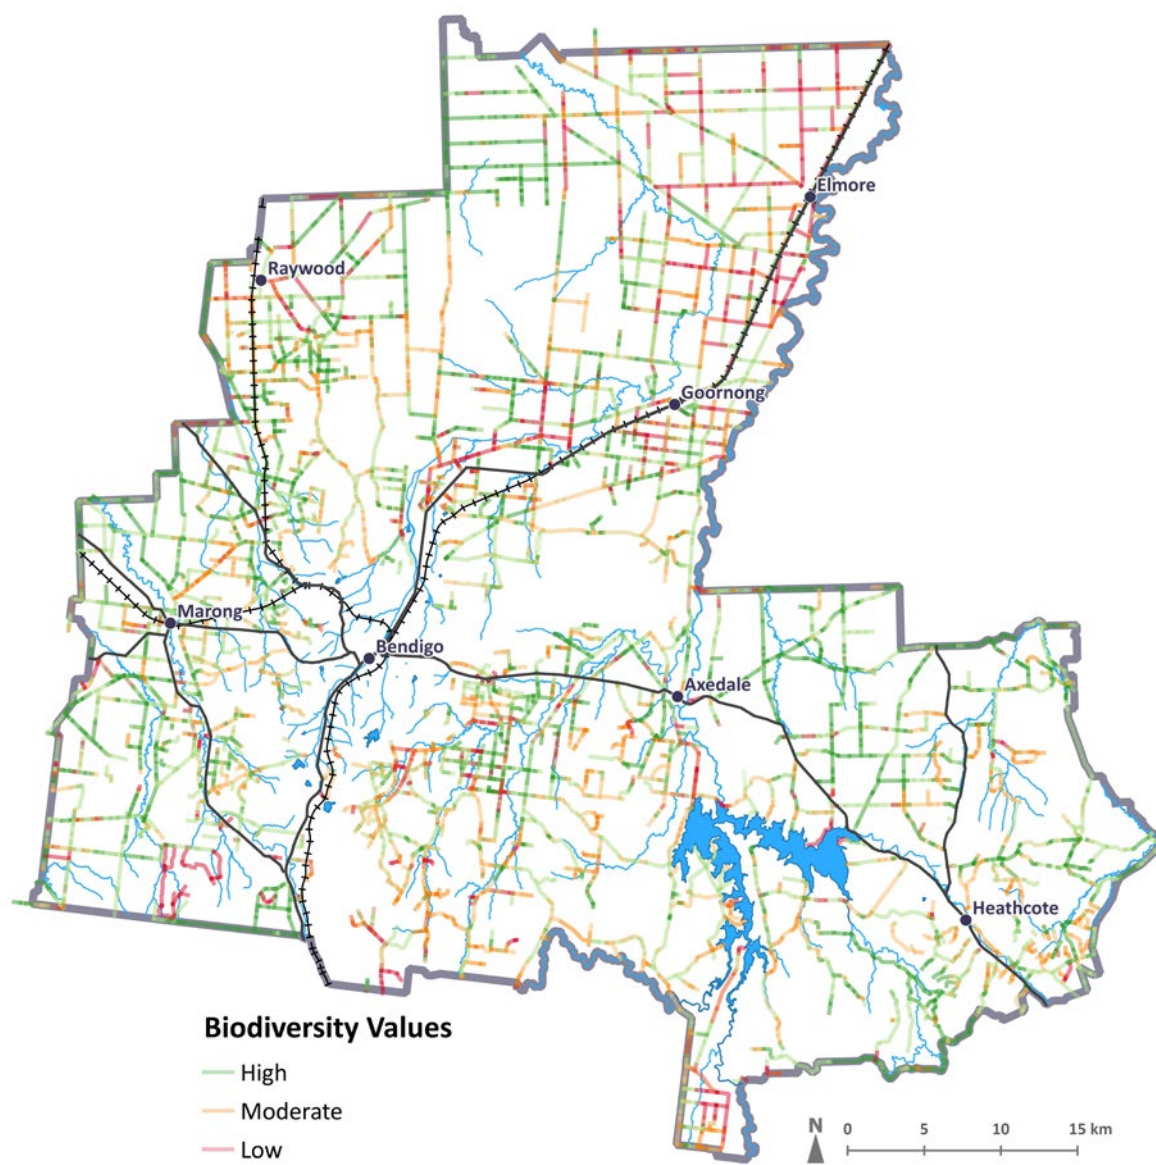 Elmore
Raywood
Goornong
Marong
Bendigo
Axedale
Heathcote
Biodiversity Values
High
Moderate
Low
N 0 5 10 15 km